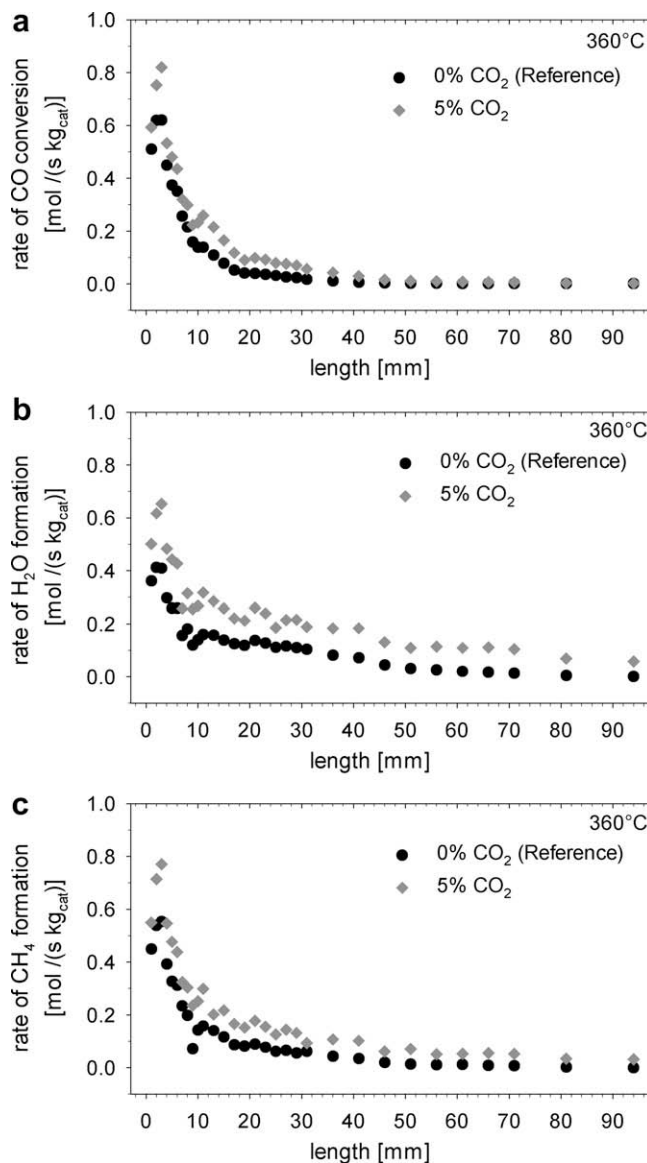 a
360°C
0% CO₂ (Reference)
5% CO₂
rate of CO conversion
[mol /(s kg_cat)]
1.0
0.8
0.6
0.4
0.2
0.0
0 10 20 30 40 50 60 70 80 90
length [mm]
b
360°C
0% CO₂ (Reference)
5% CO₂
rate of H₂O formation
[mol /(s kg_cat)]
1.0
0.8
0.6
0.4
0.2
0.0
0 10 20 30 40 50 60 70 80 90
length [mm]
c
360°C
0% CO₂ (Reference)
5% CO₂
rate of CH₄ formation
[mol /(s kg_cat)]
1.0
0.8
0.6
0.4
0.2
0.0
0 10 20 30 40 50 60 70 80 90
length [mm]